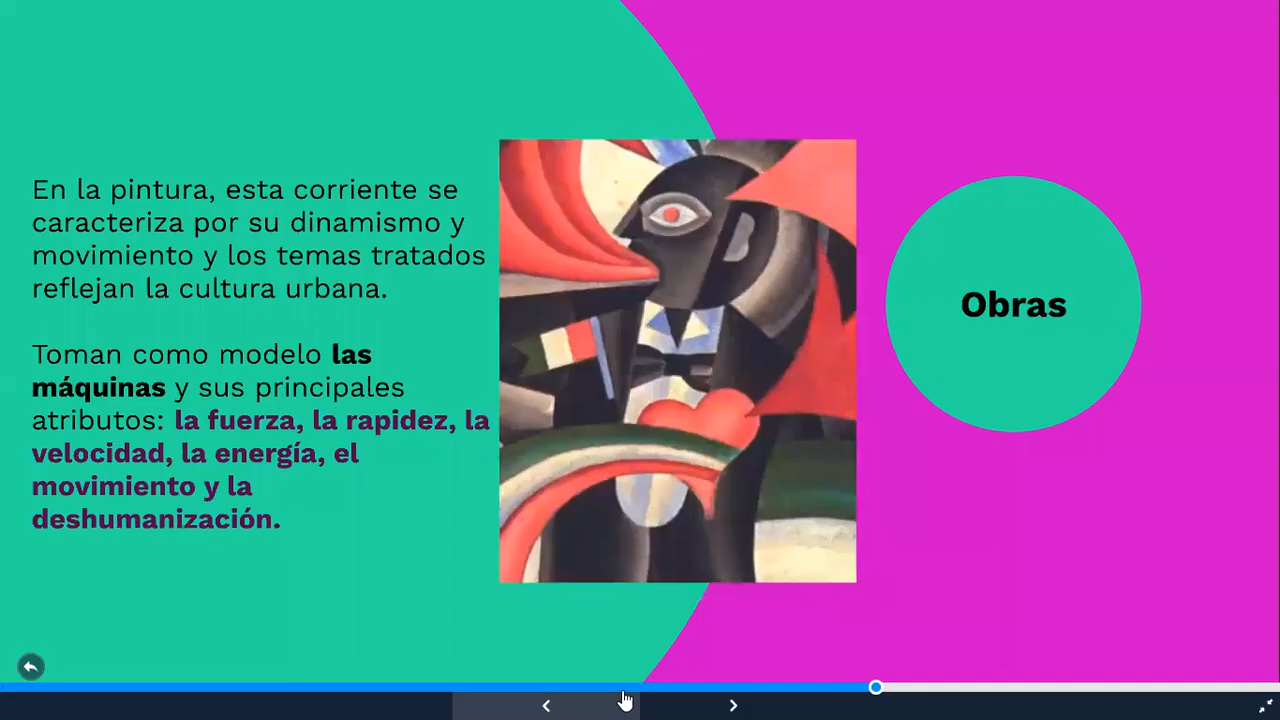 En la pintura, esta corriente se
caracteriza por su dinamismo y
movimiento y los temas tratados
reflejan la cultura urbana.
Toman como modelo las
máquinas y sus principales
atributos: la fuerza, la rapidez, la
velocidad, la energía, el
movimiento y la
deshumanización.
Obras